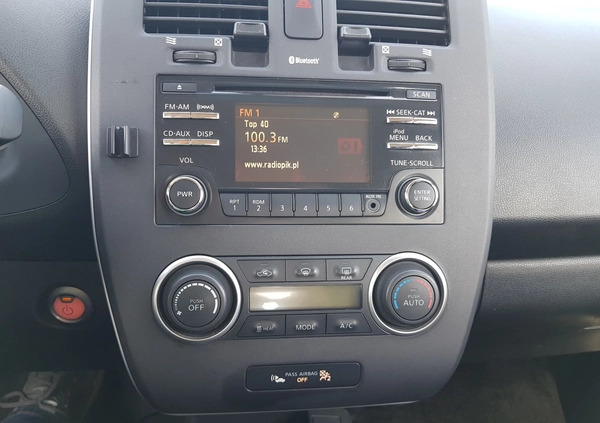 Bluetooth
SCAN
FM-AM
CD-AUX DISP
SEEK-CAT
iPod
MENU BACK
VOL
TUNE-SCROLL
FM 1
Top 40
100.3 FM
13:36
www.radiopik.pl
PWR
ENTER
SETTING
RPT
1
RDM
2
3
4
5
6
AUX IN
REAR
PUSH
OFF
PUSH
AUTO
HEAT
MODE
A/C
PASS AIRBAG
OFF
2